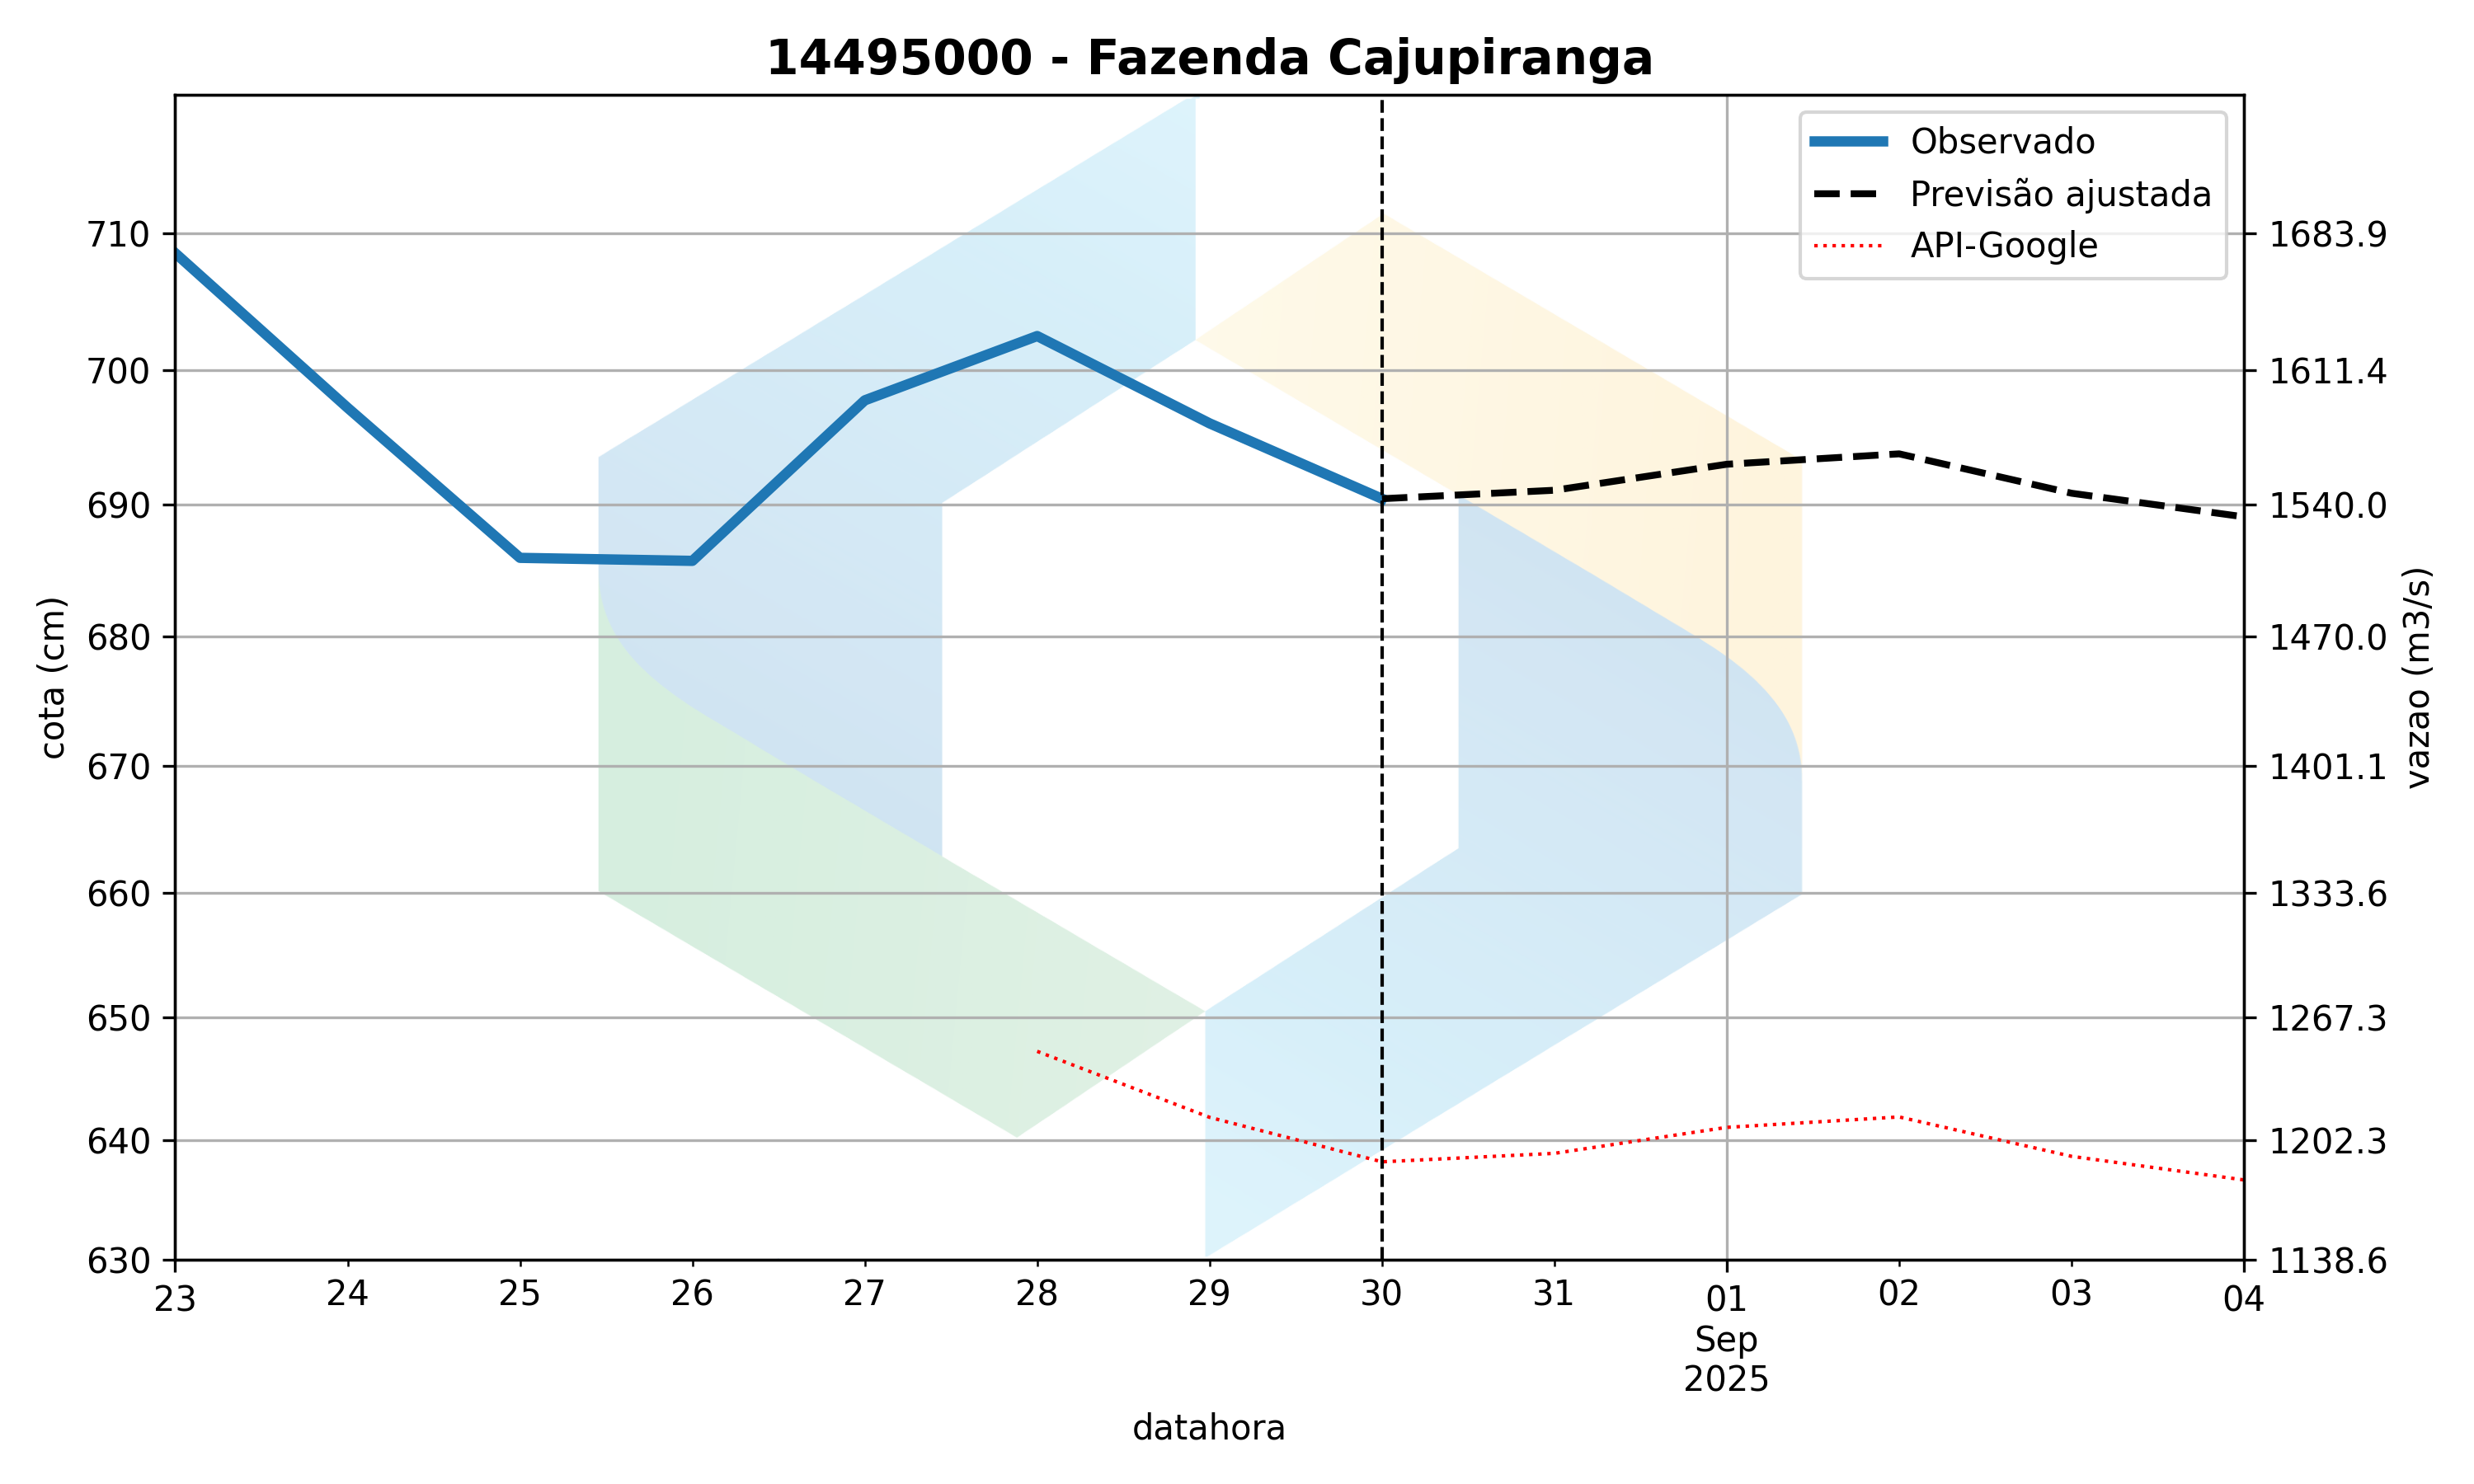 14495000 - Fazenda Cajupiranga
Observado
Previsão ajustada
API-Google
710
700
690
680
670
660
650
640
630
cota (cm)
1683.9
1611.4
1540.0
1470.0
1401.1
1333.6
1267.3
1202.3
1138.6
vazao (m3/s)
23 24 25 26 27 28 29 30 31 01 02 03 04
Sep
2025
datahora